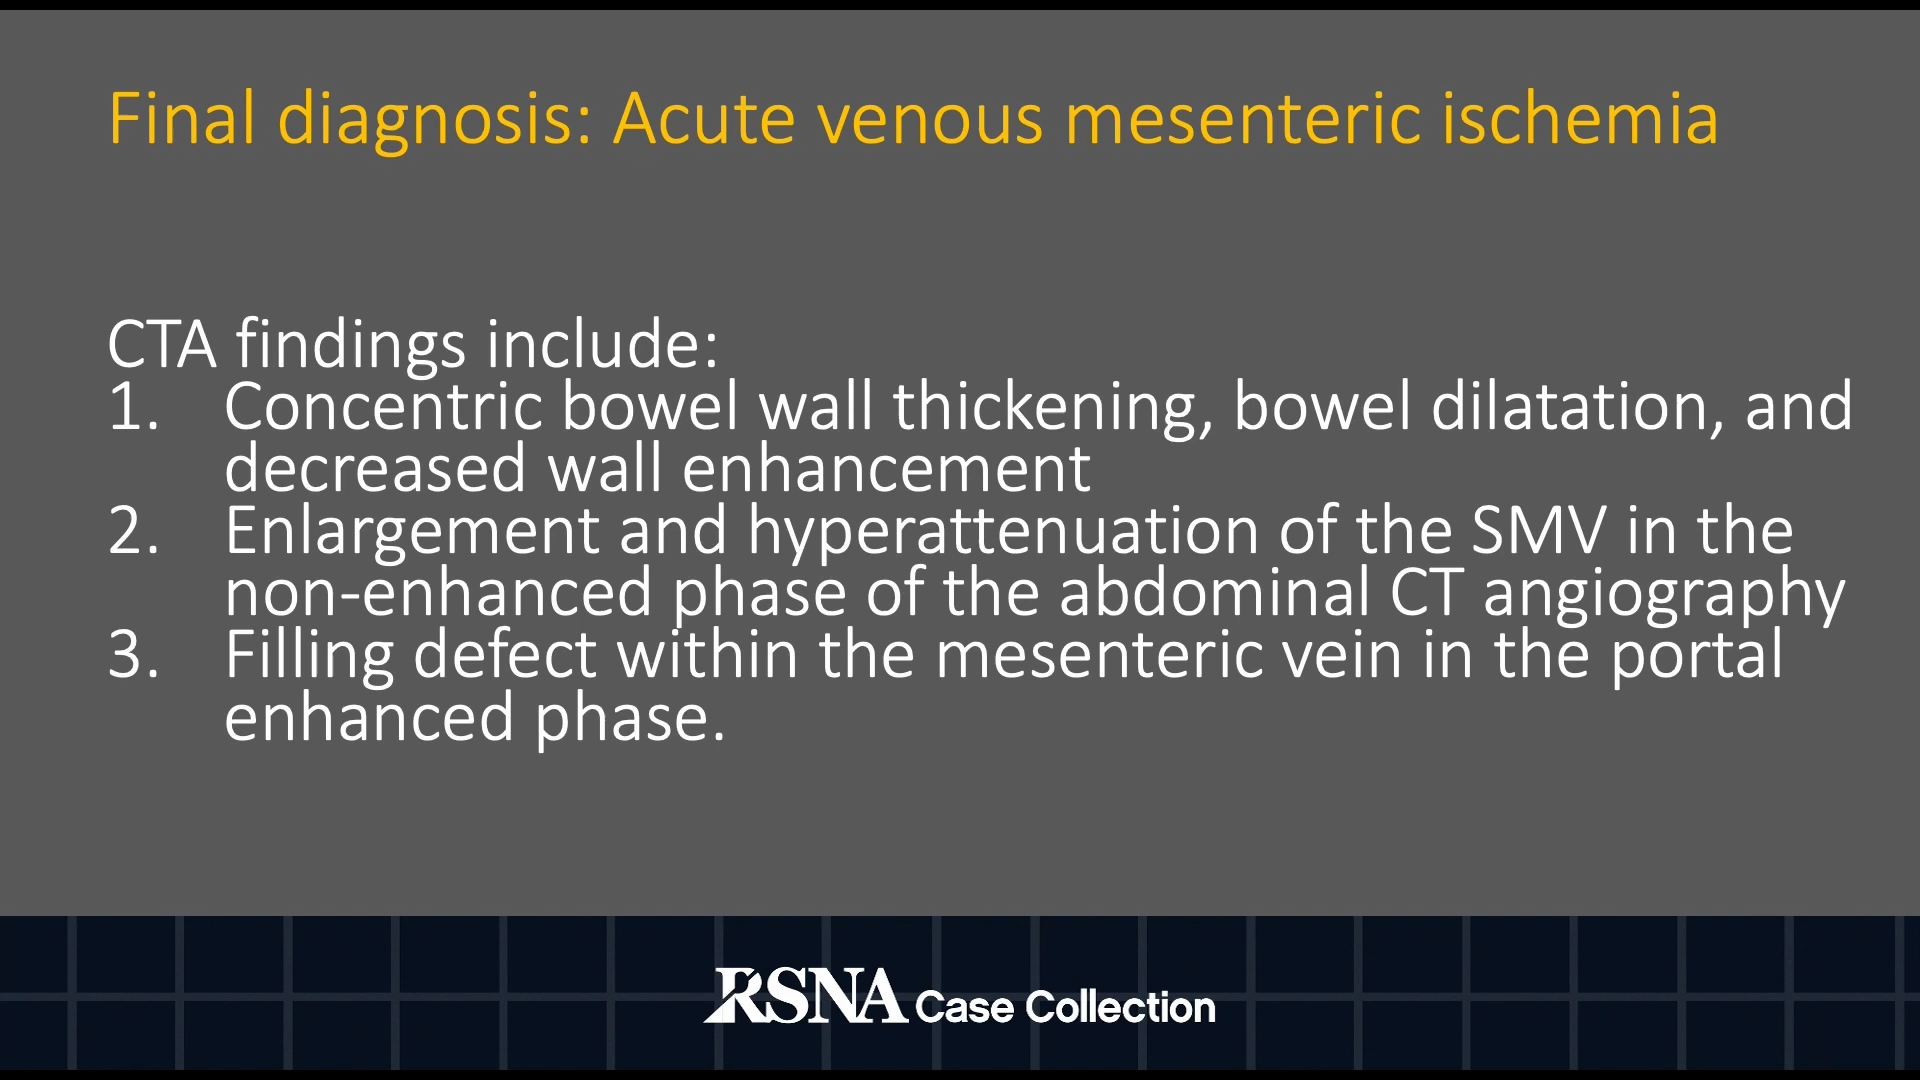 Final diagnosis: Acute venous mesenteric ischemia
CTA findings include:
1. Concentric bowel wall thickening, bowel dilatation, and
decreased wall enhancement
2. Enlargement and hyperattenuation of the SMV in the
non-enhanced phase of the abdominal CT angiography
3. Filling defect within the mesenteric vein in the portal
enhanced phase.
RSNA Case Collection